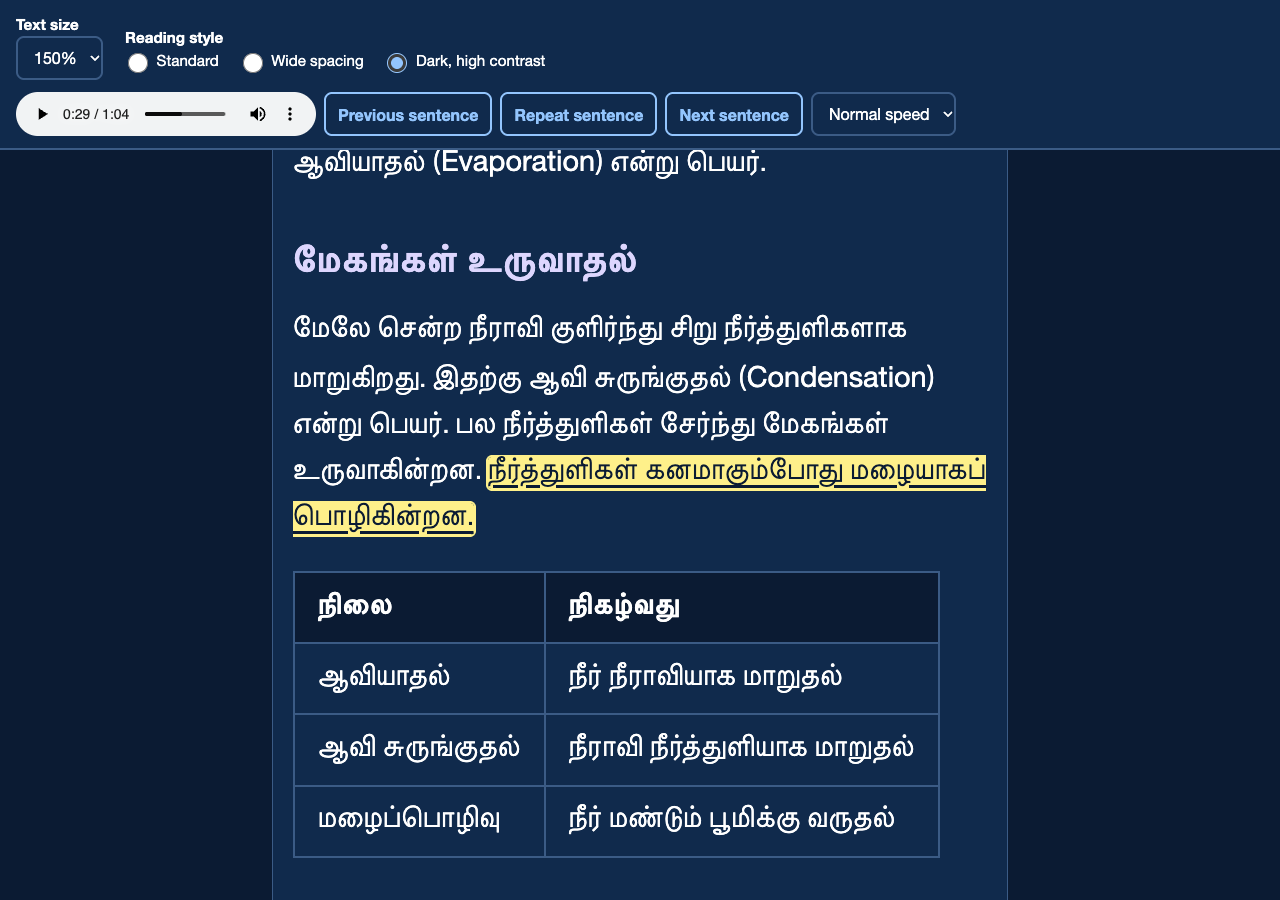 Text size
150%
Reading style
Standard
Wide spacing
Dark, high contrast
0:29 / 1:04
Previous sentence
Repeat sentence
Next sentence
Normal speed
ஆவியாதல் (Evaporation) என்று பெயர்.
மேகங்கள் உருவாதல்
மேலே சென்ற நீராவி குளிர்ந்து சிறு நீர்த்துளிகளாக
மாறுகிறது. இதற்கு ஆவி சுருங்குதல் (Condensation)
என்று பெயர். பல நீர்த்துளிகள் சேர்ந்து மேகங்கள்
உருவாகின்றன. நீர்த்துளிகள் கனமாகும்போது மழையாகப்
பொழிகின்றன.
நிலை நிகழ்வது
ஆவியாதல் நீர் நீராவியாக மாறுதல்
ஆவி சுருங்குதல் நீராவி நீர்த்துளியாக மாறுதல்
மழைப்பொழிவு நீர் மண்டும் பூமிக்கு வருதல்